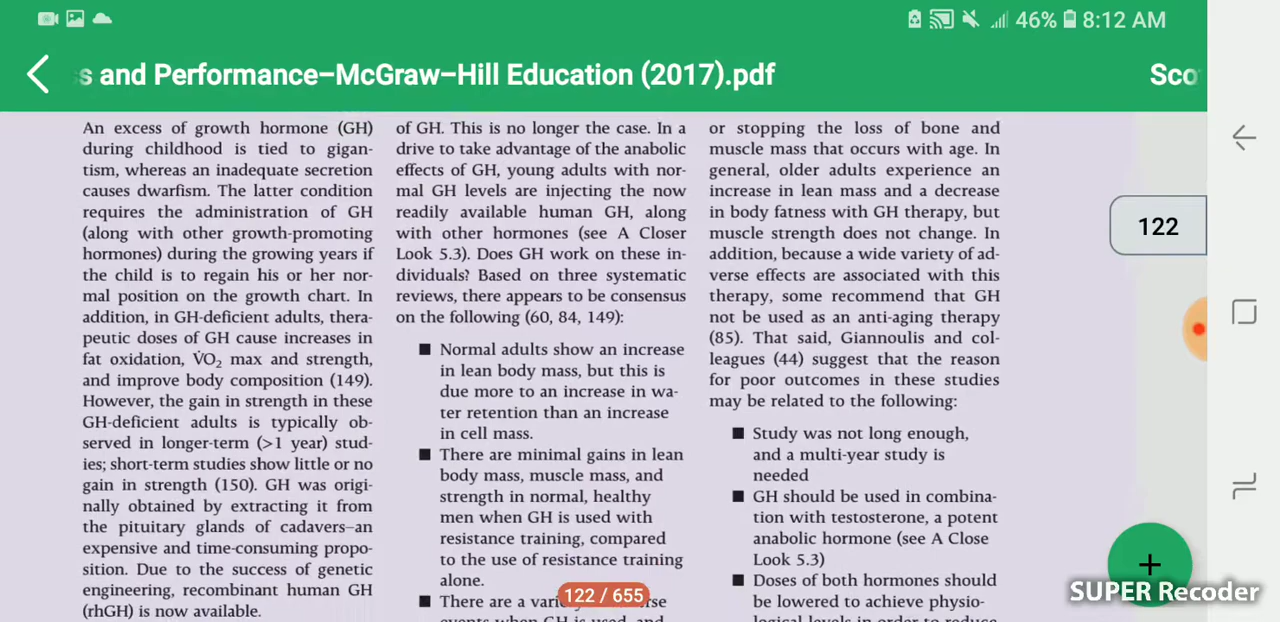 46% 8:12 AM
s and Performance–McGraw–Hill Education (2017).pdf
Sco
An excess of growth hormone (GH)
during childhood is tied to gigan-
tism, whereas an inadequate secretion
causes dwarfism. The latter condition
requires the administration of GH
(along with other growth-promoting
hormones) during the growing years if
the child is to regain his or her nor-
mal position on the growth chart. In
addition, in GH-deficient adults, thera-
peutic doses of GH cause increases in
fat oxidation, V̇O₂ max and strength,
and improve body composition (149).
However, the gain in strength in these
GH-deficient adults is typically ob-
served in longer-term (>1 year) stud-
ies; short-term studies show little or no
gain in strength (150). GH was origi-
nally obtained by extracting it from
the pituitary glands of cadavers–an
expensive and time-consuming propo-
sition. Due to the success of genetic
engineering, recombinant human GH
(rhGH) is now available.
of GH. This is no longer the case. In a
drive to take advantage of the anabolic
effects of GH, young adults with nor-
mal GH levels are injecting the now
readily available human GH, along
with other hormones (see A Closer
Look 5.3). Does GH work on these in-
dividuals? Based on three systematic
reviews, there appears to be consensus
on the following (60, 84, 149):
■ Normal adults show an increase
in lean body mass, but this is
due more to an increase in wa-
ter retention than an increase
in cell mass.
■ There are minimal gains in lean
body mass, muscle mass, and
strength in normal, healthy
men when GH is used with
resistance training, compared
to the use of resistance training
alone.
■ There are a vari rse
events when GH is used, and
or stopping the loss of bone and
muscle mass that occurs with age. In
general, older adults experience an
increase in lean mass and a decrease
in body fatness with GH therapy, but
muscle strength does not change. In
addition, because a wide variety of ad-
verse effects are associated with this
therapy, some recommend that GH
not be used as an anti-aging therapy
(85). That said, Giannoulis and col-
leagues (44) suggest that the reason
for poor outcomes in these studies
may be related to the following:
■ Study was not long enough,
and a multi-year study is
needed
■ GH should be used in combina-
tion with testosterone, a potent
anabolic hormone (see A Close
Look 5.3)
■ Doses of both hormones should
be lowered to achieve physio-
logical levels in order to reduce
122
122 / 655
+
SUPER Recoder